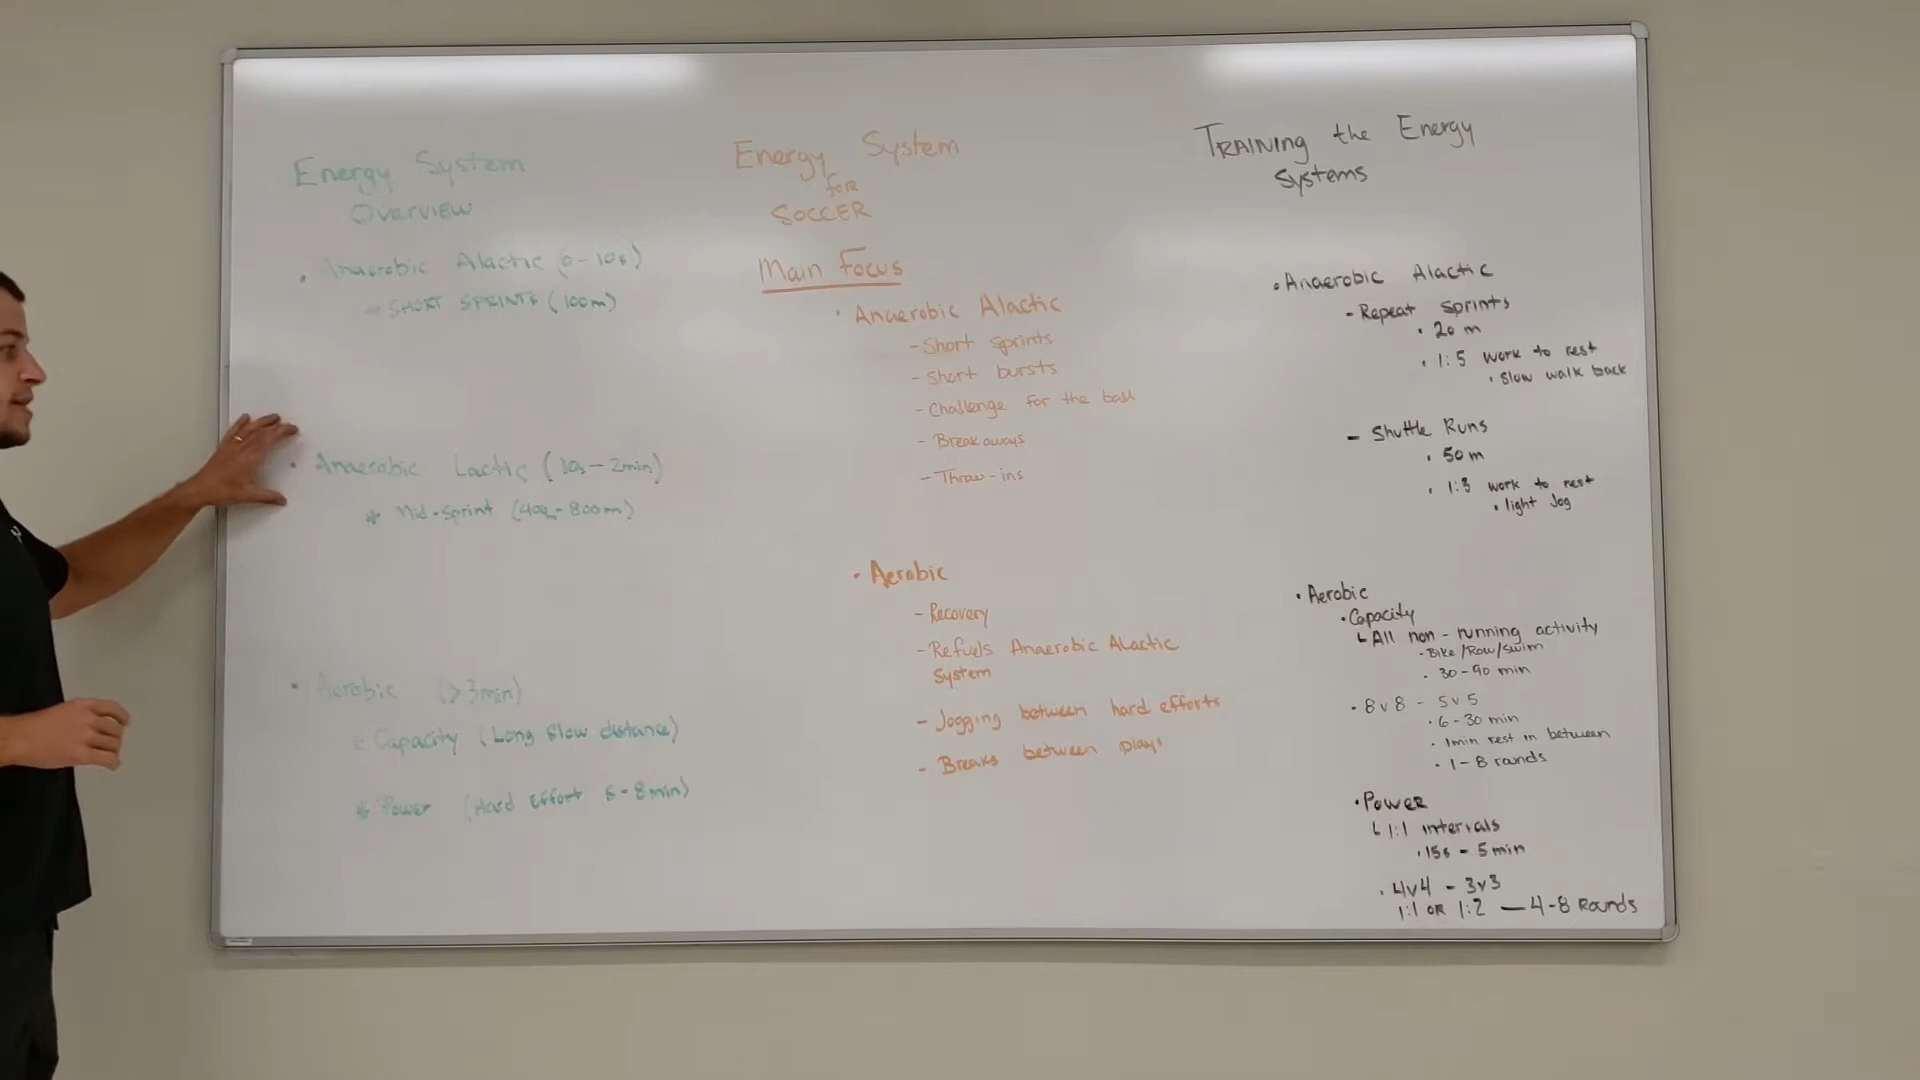 Energy System
Overview
• Anaerobic Alactic (0-10s)
- SHORT SPRINTS (100m)
• Anaerobic Lactic (10s-2min)
* Mid-Sprint (400-800m)
• Aerobic (>3min)
Capacity (Long Slow distance)
* Power (Hard Effort 6-8min)
Energy System
for
SOCCER
Main Focus
• Anaerobic Alactic
- Short sprints
- Short bursts
- Challenge for the ball
- Breakaways
- Throw-ins
• Aerobic
- Recovery
- Refuels Anaerobic Alactic
System
- Jogging between hard efforts
- Breaks between plays
TRAINING the Energy
Systems
• Anaerobic Alactic
- Repeat Sprints
• 20 m
• 1:5 work to rest
• slow walk back
- Shuttle Runs
• 50 m
• 1:3 work to rest
• light Jog
• Aerobic
• Capacity
└ All non-running activity
• Bike/Row/Swim
• 30-90 min
• 8v8 - 5v5
• 6-30 min
• 1min rest in between
• 1-8 rounds
• Power
└ 1:1 intervals
• 15s - 5min
• 4v4 - 3v3
1:1 OR 1:2 — 4-8 Rounds